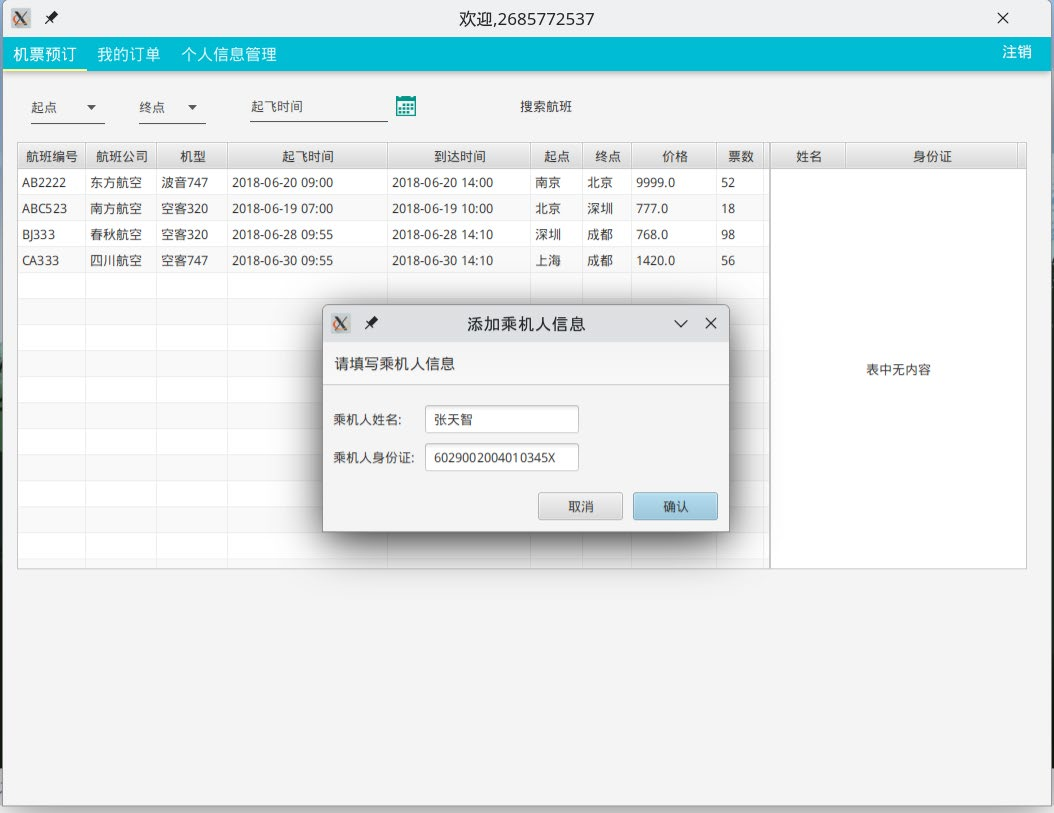 欢迎,2685772537
机票预订 我的订单 个人信息管理 注销
起点 终点 起飞时间 搜索航班
航班编号 航班公司 机型 起飞时间 到达时间 起点 终点 价格 票数 姓名 身份证
AB2222 东方航空 波音747 2018-06-20 09:00 2018-06-20 14:00 南京 北京 9999.0 52
ABC523 南方航空 空客320 2018-06-19 07:00 2018-06-19 10:00 北京 深圳 777.0 18
BJ333 春秋航空 空客320 2018-06-28 09:55 2018-06-28 14:10 深圳 成都 768.0 98
CA333 四川航空 空客747 2018-06-30 09:55 2018-06-30 14:10 上海 成都 1420.0 56
表中无内容
添加乘机人信息
请填写乘机人信息
乘机人姓名: 张天智
乘机人身份证: 6029002004010345X
取消 确认